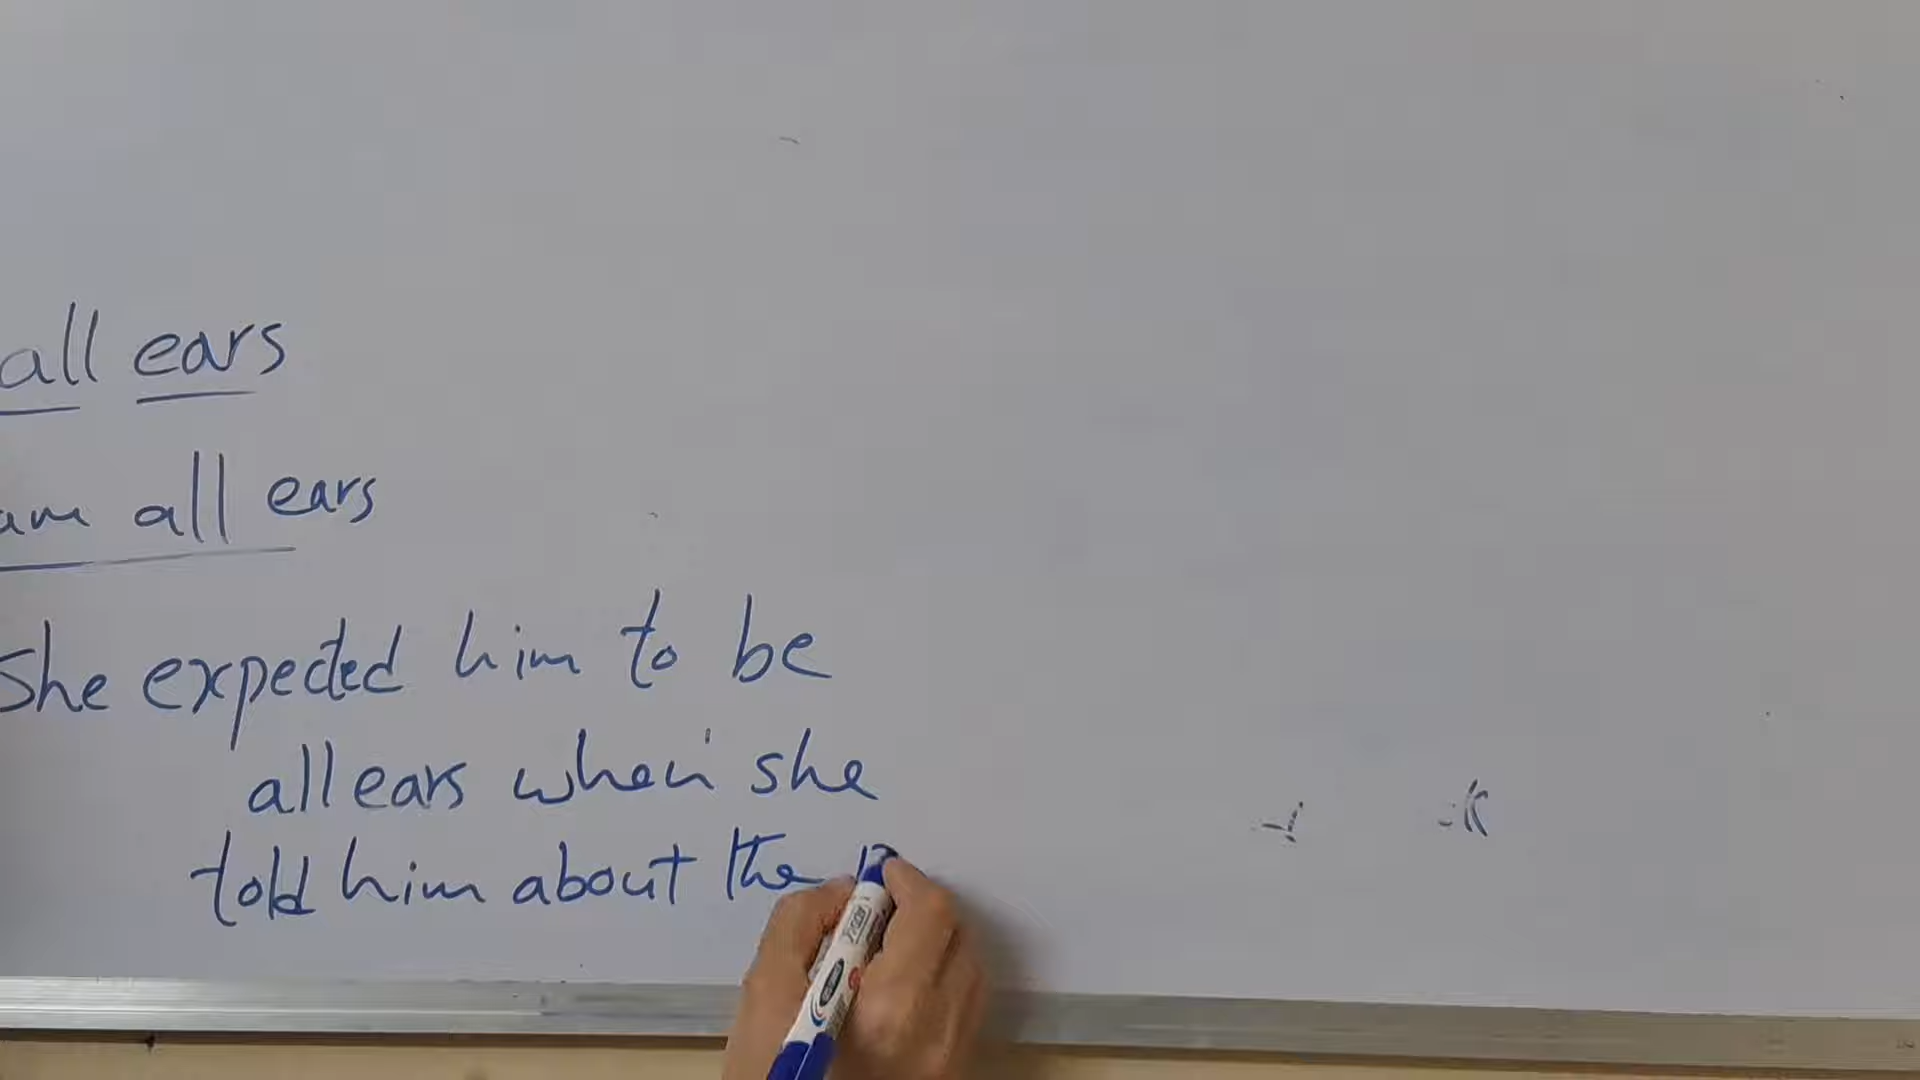 all ears
am all ears
She expected him to be
all ears when she
told him about the